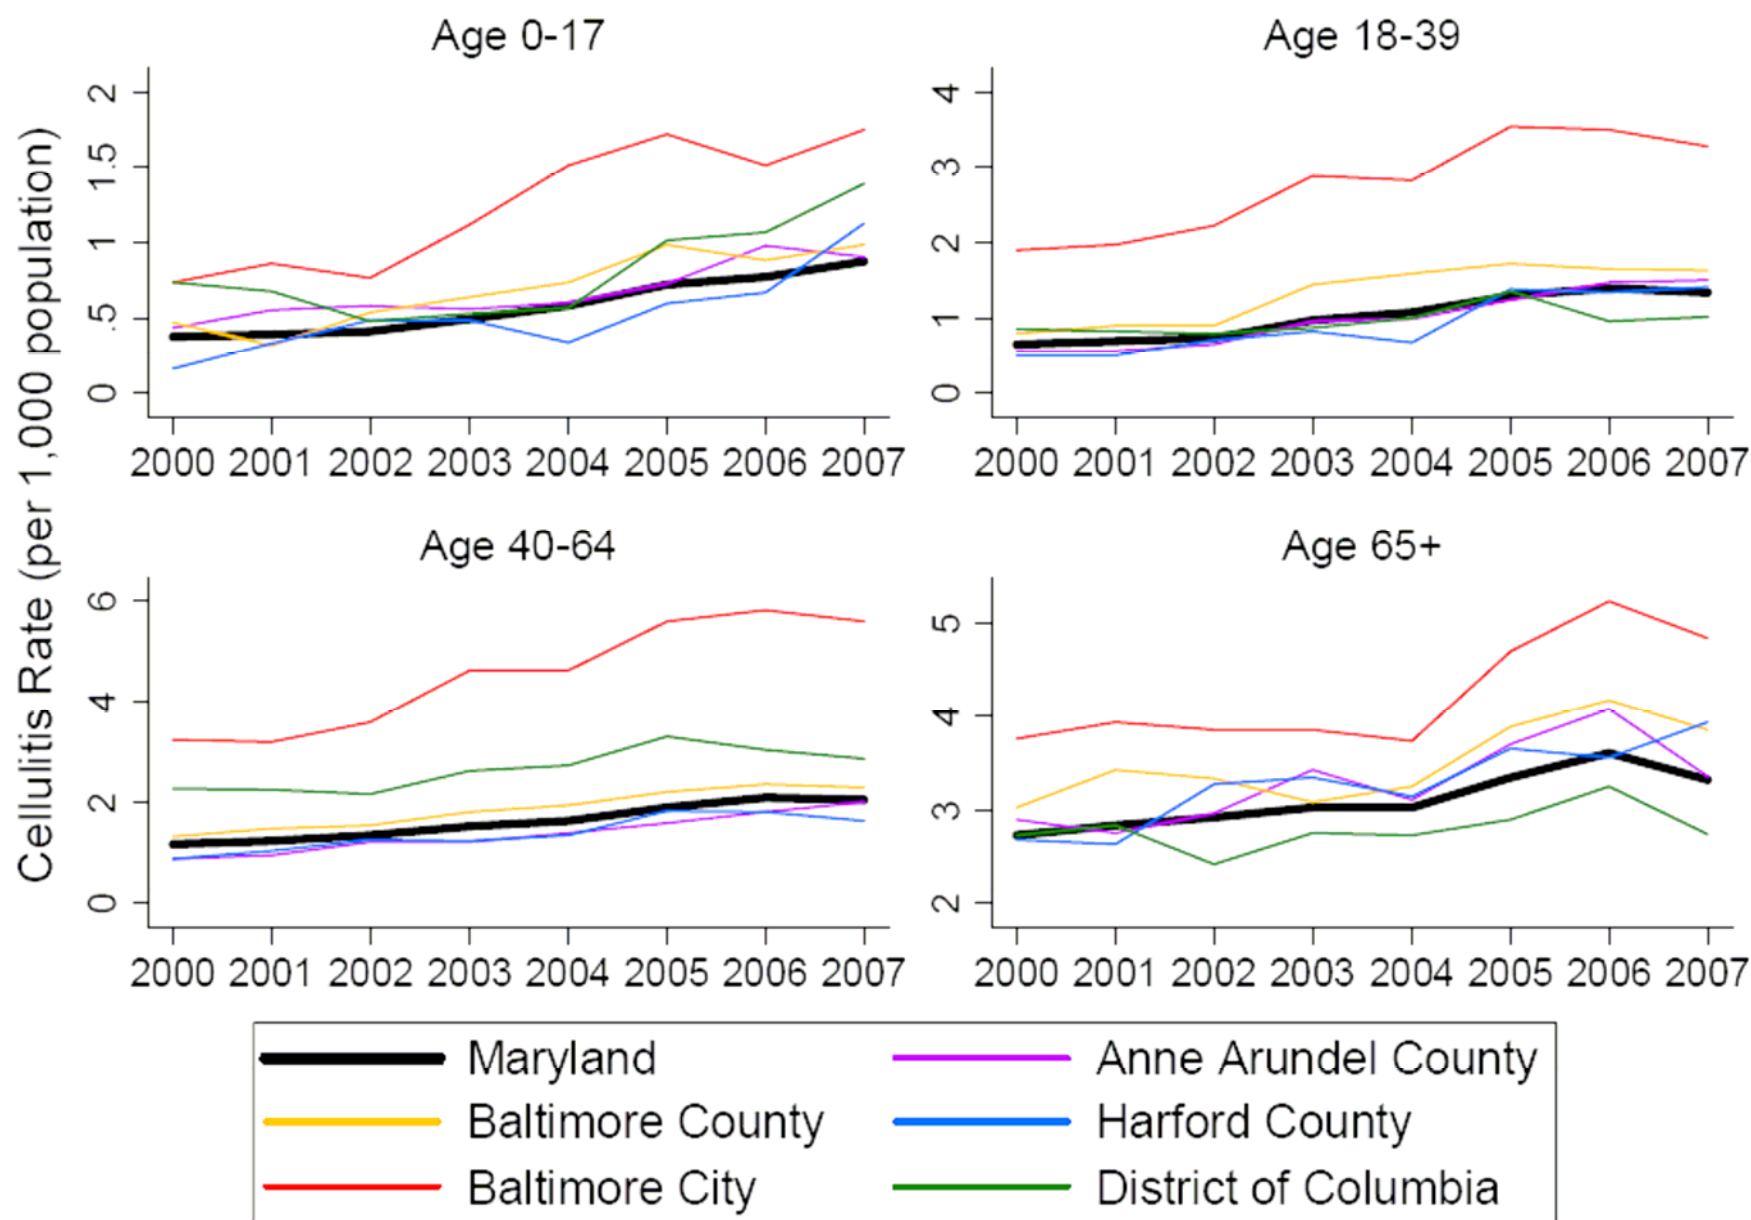 Age 0-17
Age 18-39
Cellulitis Rate (per 1,000 population)
2
1.5
1
.5
0
2000 2001 2002 2003 2004 2005 2006 2007
4
3
2
1
0
2000 2001 2002 2003 2004 2005 2006 2007
Age 40-64
Age 65+
6
4
2
0
2000 2001 2002 2003 2004 2005 2006 2007
5
4
3
2
2000 2001 2002 2003 2004 2005 2006 2007
Maryland
Anne Arundel County
Baltimore County
Harford County
Baltimore City
District of Columbia